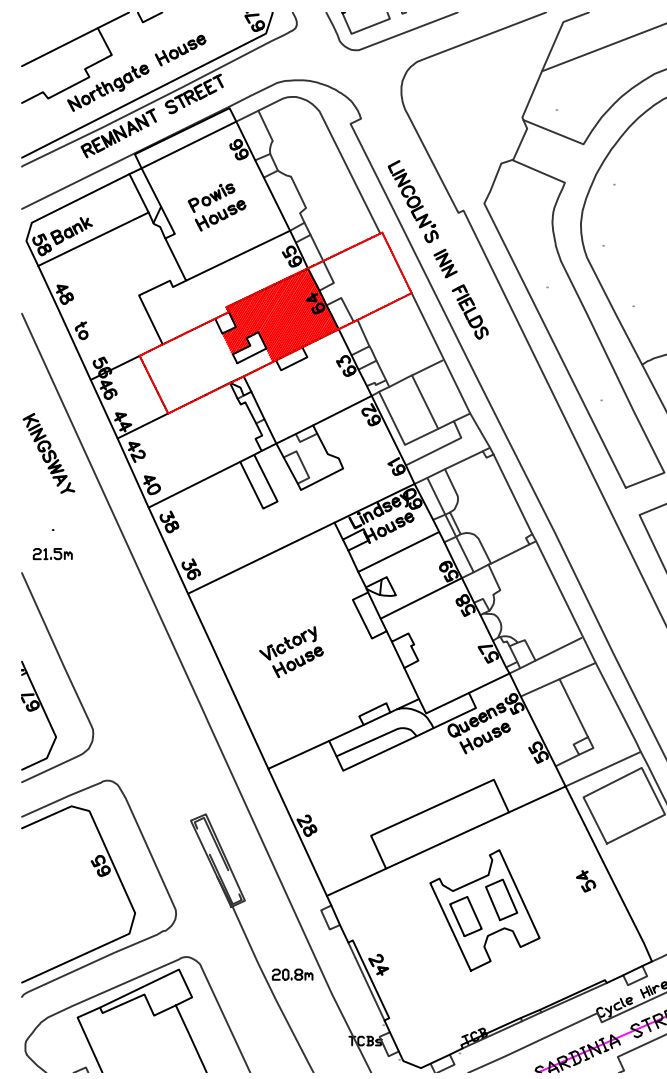 67
Northgate House
REMNANT STREET
66
Powis
House
Bank
58
65
LINCOLN'S INN FIELDS
48
to
56
64
63
46
44
42
40
62
61
KINGSWAY
38
60
Lindsey
House
21.5m
36
59
58
Victory
House
57
67
56
Queens
House
55
28
65
54
24
20.8m
Cycle Hire
TCBs
TCB
SARDINIA STRE